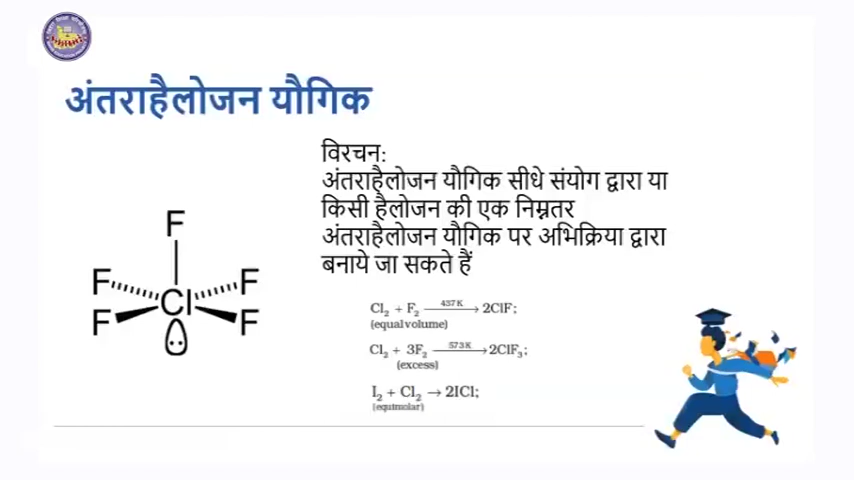 अंतराहैलोजन यौगिक
विरचन:
अंतराहैलोजन यौगिक सीधे संयोग द्वारा या
किसी हैलोजन की एक निम्नतर
अंतराहैलोजन यौगिक पर अभिक्रिया द्वारा
बनाये जा सकते हैं
F
F F
Cl
F F
Cl₂ + F₂ —437 K→ 2ClF;
(equal volume)
Cl₂ + 3F₂ —573 K→ 2ClF₃;
(excess)
I₂ + Cl₂ → 2ICl;
(equimolar)